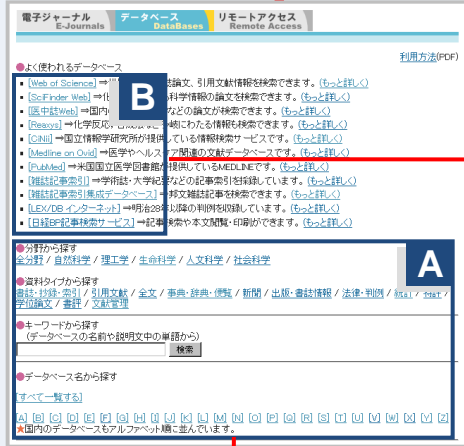 電子ジャーナル データベース リモートアクセス
E-Journals DataBases Remote Access
利用方法(PDF)
●よく使われるデータベース
B
[Web of Science] ⇒ 誌論文、引用文献情報を検索できます。(もっと詳しく)
[SciFinder Web] ⇒化 科学情報の論文を検索できます。(もっと詳しく)
[医中誌Web] ⇒国内 などの論文が検索できます。(もっと詳しく)
[Reaxys] ⇒化学反応 岐にわたる情報も検索できます。(もっと詳しく)
[CiNii] ⇒国立情報学研究所が提供している情報検索サービスです。(もっと詳しく)
[Medline on Ovid] ⇒医学やヘルスケア関連の文献データベースです。(もっと詳しく)
[PubMed] ⇒米国国立医学図書館が提供しているMEDLINEです。(もっと詳しく)
[雑誌記事索引] ⇒学術誌・大学紀要などの記事索引を採録しています。(もっと詳しく)
[雑誌記事索引集成データベース] ⇒邦文雑誌記事を検索できます。(もっと詳しく)
[LEX/DB インターネット] ⇒明治28年以降の判例を収録しています。(もっと詳しく)
[日経BP記事検索サービス] ⇒記事検索や本文閲覧・印刷ができます。(もっと詳しく)
A
●分野から探す
全分野 / 自然科学 / 理工学 / 生命科学 / 人文科学 / 社会科学
●資料タイプから探す
書誌・抄録・索引 / 引用文献 / 全文 / 事典・辞典・便覧 / 新聞 / 出版・書誌情報 / 法律・判例 / 統計 / 特許 /
学位論文 / 書評 / 文献管理
●キーワードから探す
(データベースの名前や説明文中の単語から)
検索
●データベース名から探す
[すべて一覧する]
[A] [B] [C] [D] [E] [F] [G] [H] [I] [J] [K] [L] [M] [N] [O] [P] [Q] [R] [S] [T] [U] [V] [W] [X] [Y] [Z]
★国内のデータベースもアルファベット順に並んでいます。